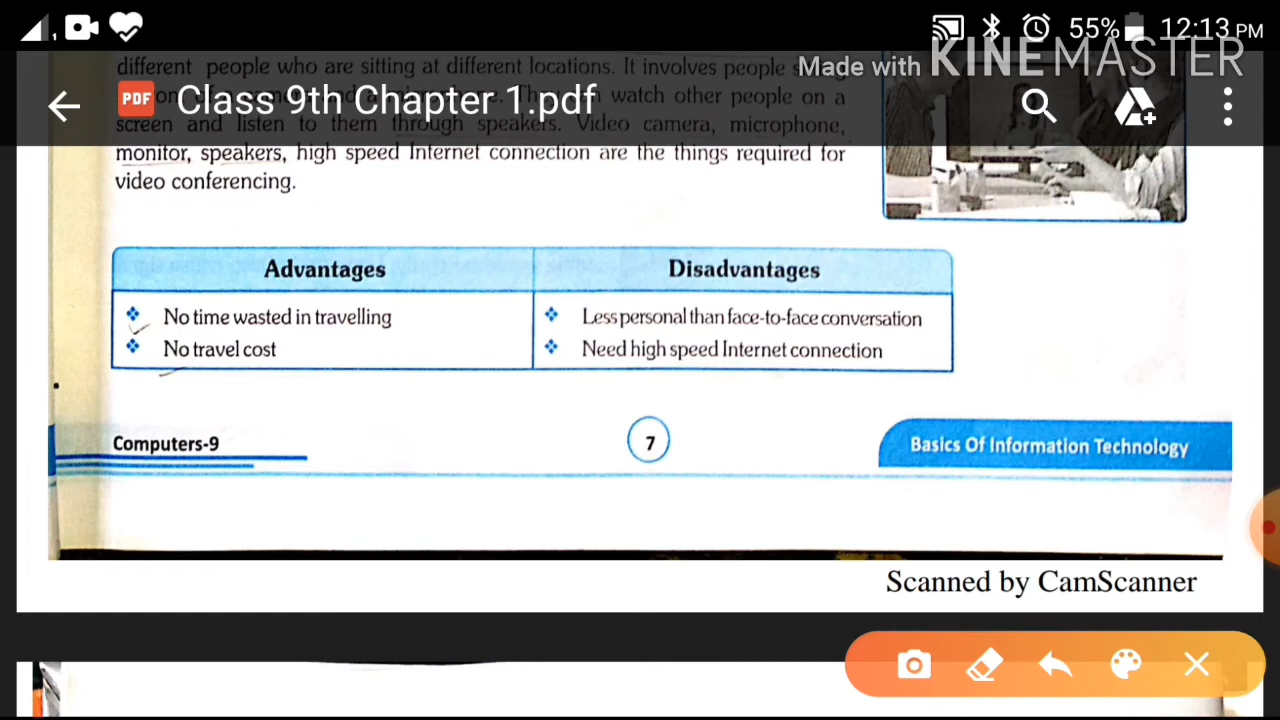 1 55% 12:13 PM
Made with KINEMASTER
different people who are sitting at different locations. It involves people
PDF Class 9th Chapter 1.pdf
watch other people on a
screen and listen to them through speakers. Video camera, microphone,
monitor, speakers, high speed Internet connection are the things required for
video conferencing.
Advantages Disadvantages
No time wasted in travelling Less personal than face-to-face conversation
No travel cost Need high speed Internet connection
Computers-9 7 Basics Of Information Technology
Scanned by CamScanner